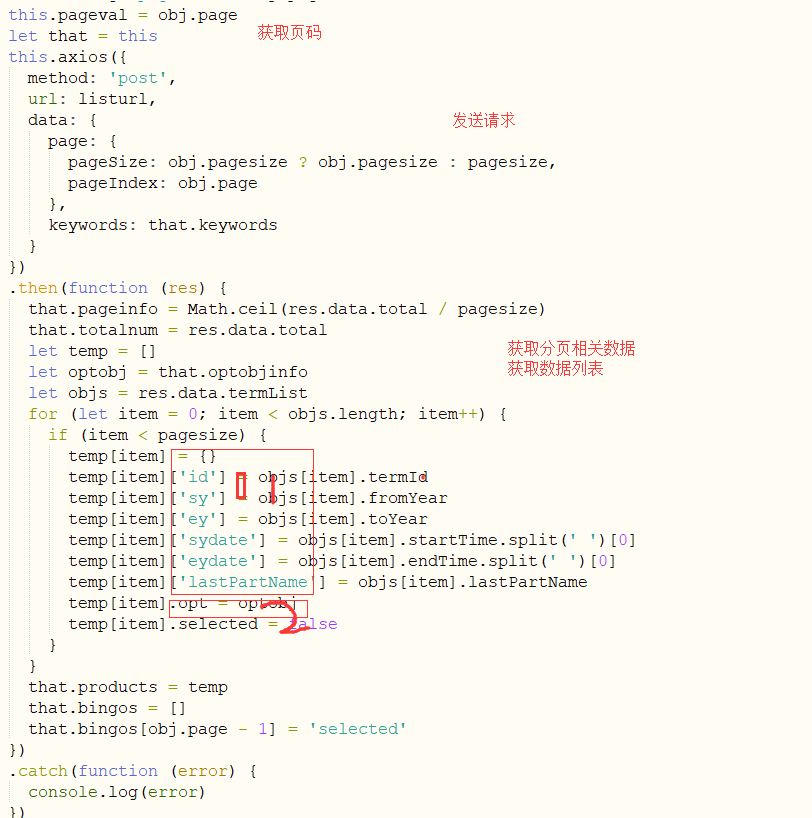 this.pageval = obj.page
let that = this 获取页码
this.axios({
method: 'post',
url: listurl,
data: { 发送请求
page: {
pageSize: obj.pagesize ? obj.pagesize : pagesize,
pageIndex: obj.page
},
keywords: that.keywords
}
})
.then(function (res) {
that.pageinfo = Math.ceil(res.data.total / pagesize)
that.totalnum = res.data.total
let temp = [] 获取分页相关数据
let optobj = that.optobjinfo 获取数据列表
let objs = res.data.termList
for (let item = 0; item < objs.length; item++) {
if (item < pagesize) {
temp[item] = {}
temp[item]['id'] = objs[item].termId
temp[item]['sy'] = objs[item].fromYear
temp[item]['ey'] = objs[item].toYear
temp[item]['sydate'] = objs[item].startTime.split(' ')[0]
temp[item]['eydate'] = objs[item].endTime.split(' ')[0]
temp[item]['lastPartName'] = objs[item].lastPartName
temp[item].opt = optobj
2
temp[item].selected = false
}
}
that.products = temp
that.bingos = []
that.bingos[obj.page - 1] = 'selected'
})
.catch(function (error) {
console.log(error)
})